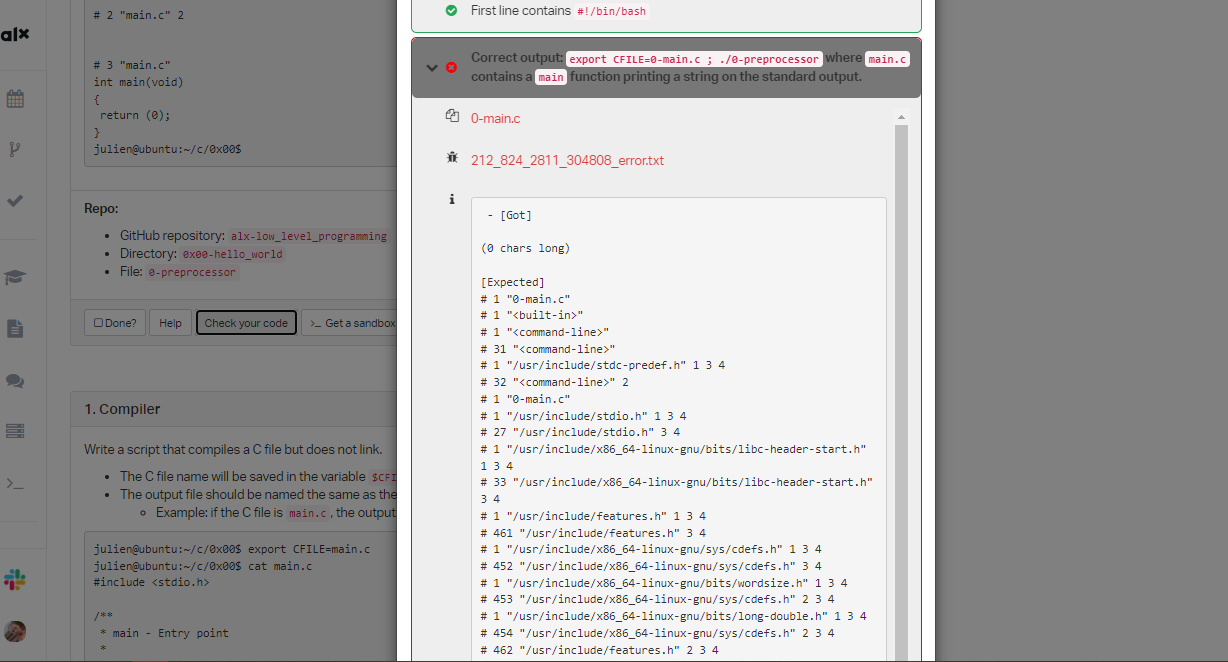 alx
# 2 "main.c" 2
# 3 "main.c"
int main(void)
{
return (0);
}
julien@ubuntu:~/c/0x00$
Repo:
GitHub repository: alx-low_level_programming
Directory: 0x00-hello_world
File: 0-preprocessor
Done?
Help
Check your code
>_ Get a sandbox
1. Compiler
Write a script that compiles a C file but does not link.
The C file name will be saved in the variable $CFI
The output file should be named the same as the
Example: if the C file is main.c, the output
julien@ubuntu:~/c/0x00$ export CFILE=main.c
julien@ubuntu:~/c/0x00$ cat main.c
#include <stdio.h>
/**
* main - Entry point
*
First line contains #!/bin/bash
Correct output: export CFILE=0-main.c ; ./0-preprocessor where main.c
contains a main function printing a string on the standard output.
0-main.c
212_824_2811_304808_error.txt
- [Got]
(0 chars long)
[Expected]
# 1 "0-main.c"
# 1 "<built-in>"
# 1 "<command-line>"
# 31 "<command-line>"
# 1 "/usr/include/stdc-predef.h" 1 3 4
# 32 "<command-line>" 2
# 1 "0-main.c"
# 1 "/usr/include/stdio.h" 1 3 4
# 27 "/usr/include/stdio.h" 3 4
# 1 "/usr/include/x86_64-linux-gnu/bits/libc-header-start.h"
1 3 4
# 33 "/usr/include/x86_64-linux-gnu/bits/libc-header-start.h"
3 4
# 1 "/usr/include/features.h" 1 3 4
# 461 "/usr/include/features.h" 3 4
# 1 "/usr/include/x86_64-linux-gnu/sys/cdefs.h" 1 3 4
# 452 "/usr/include/x86_64-linux-gnu/sys/cdefs.h" 3 4
# 1 "/usr/include/x86_64-linux-gnu/bits/wordsize.h" 1 3 4
# 453 "/usr/include/x86_64-linux-gnu/sys/cdefs.h" 2 3 4
# 1 "/usr/include/x86_64-linux-gnu/bits/long-double.h" 1 3 4
# 454 "/usr/include/x86_64-linux-gnu/sys/cdefs.h" 2 3 4
# 462 "/usr/include/features.h" 2 3 4